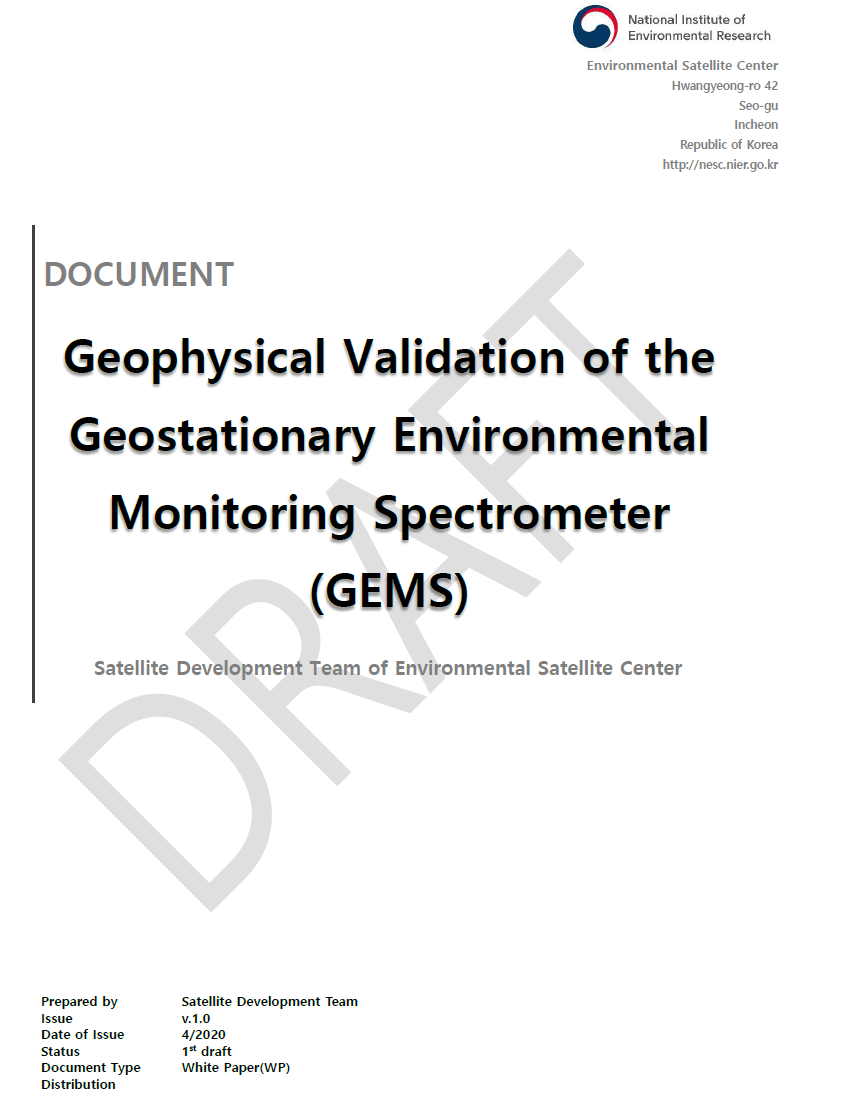 National Institute of
Environmental Research
Environmental Satellite Center
Hwangyeong-ro 42
Seo-gu
Incheon
Republic of Korea
http://nesc.nier.go.kr
DOCUMENT
Geophysical Validation of the
Geostationary Environmental
Monitoring Spectrometer
(GEMS)
Satellite Development Team of Environmental Satellite Center
DRAFT
Prepared by Satellite Development Team
Issue v.1.0
Date of Issue 4/2020
Status 1st draft
Document Type White Paper(WP)
Distribution